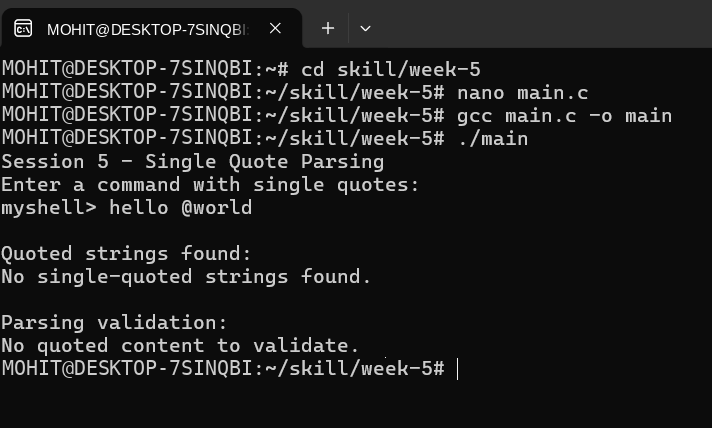 MOHIT@DESKTOP-7SINQBI:
MOHIT@DESKTOP-7SINQBI:~# cd skill/week-5
MOHIT@DESKTOP-7SINQBI:~/skill/week-5# nano main.c
MOHIT@DESKTOP-7SINQBI:~/skill/week-5# gcc main.c -o main
MOHIT@DESKTOP-7SINQBI:~/skill/week-5# ./main
Session 5 - Single Quote Parsing
Enter a command with single quotes:
myshell> hello @world
Quoted strings found:
No single-quoted strings found.
Parsing validation:
No quoted content to validate.
MOHIT@DESKTOP-7SINQBI:~/skill/week-5#